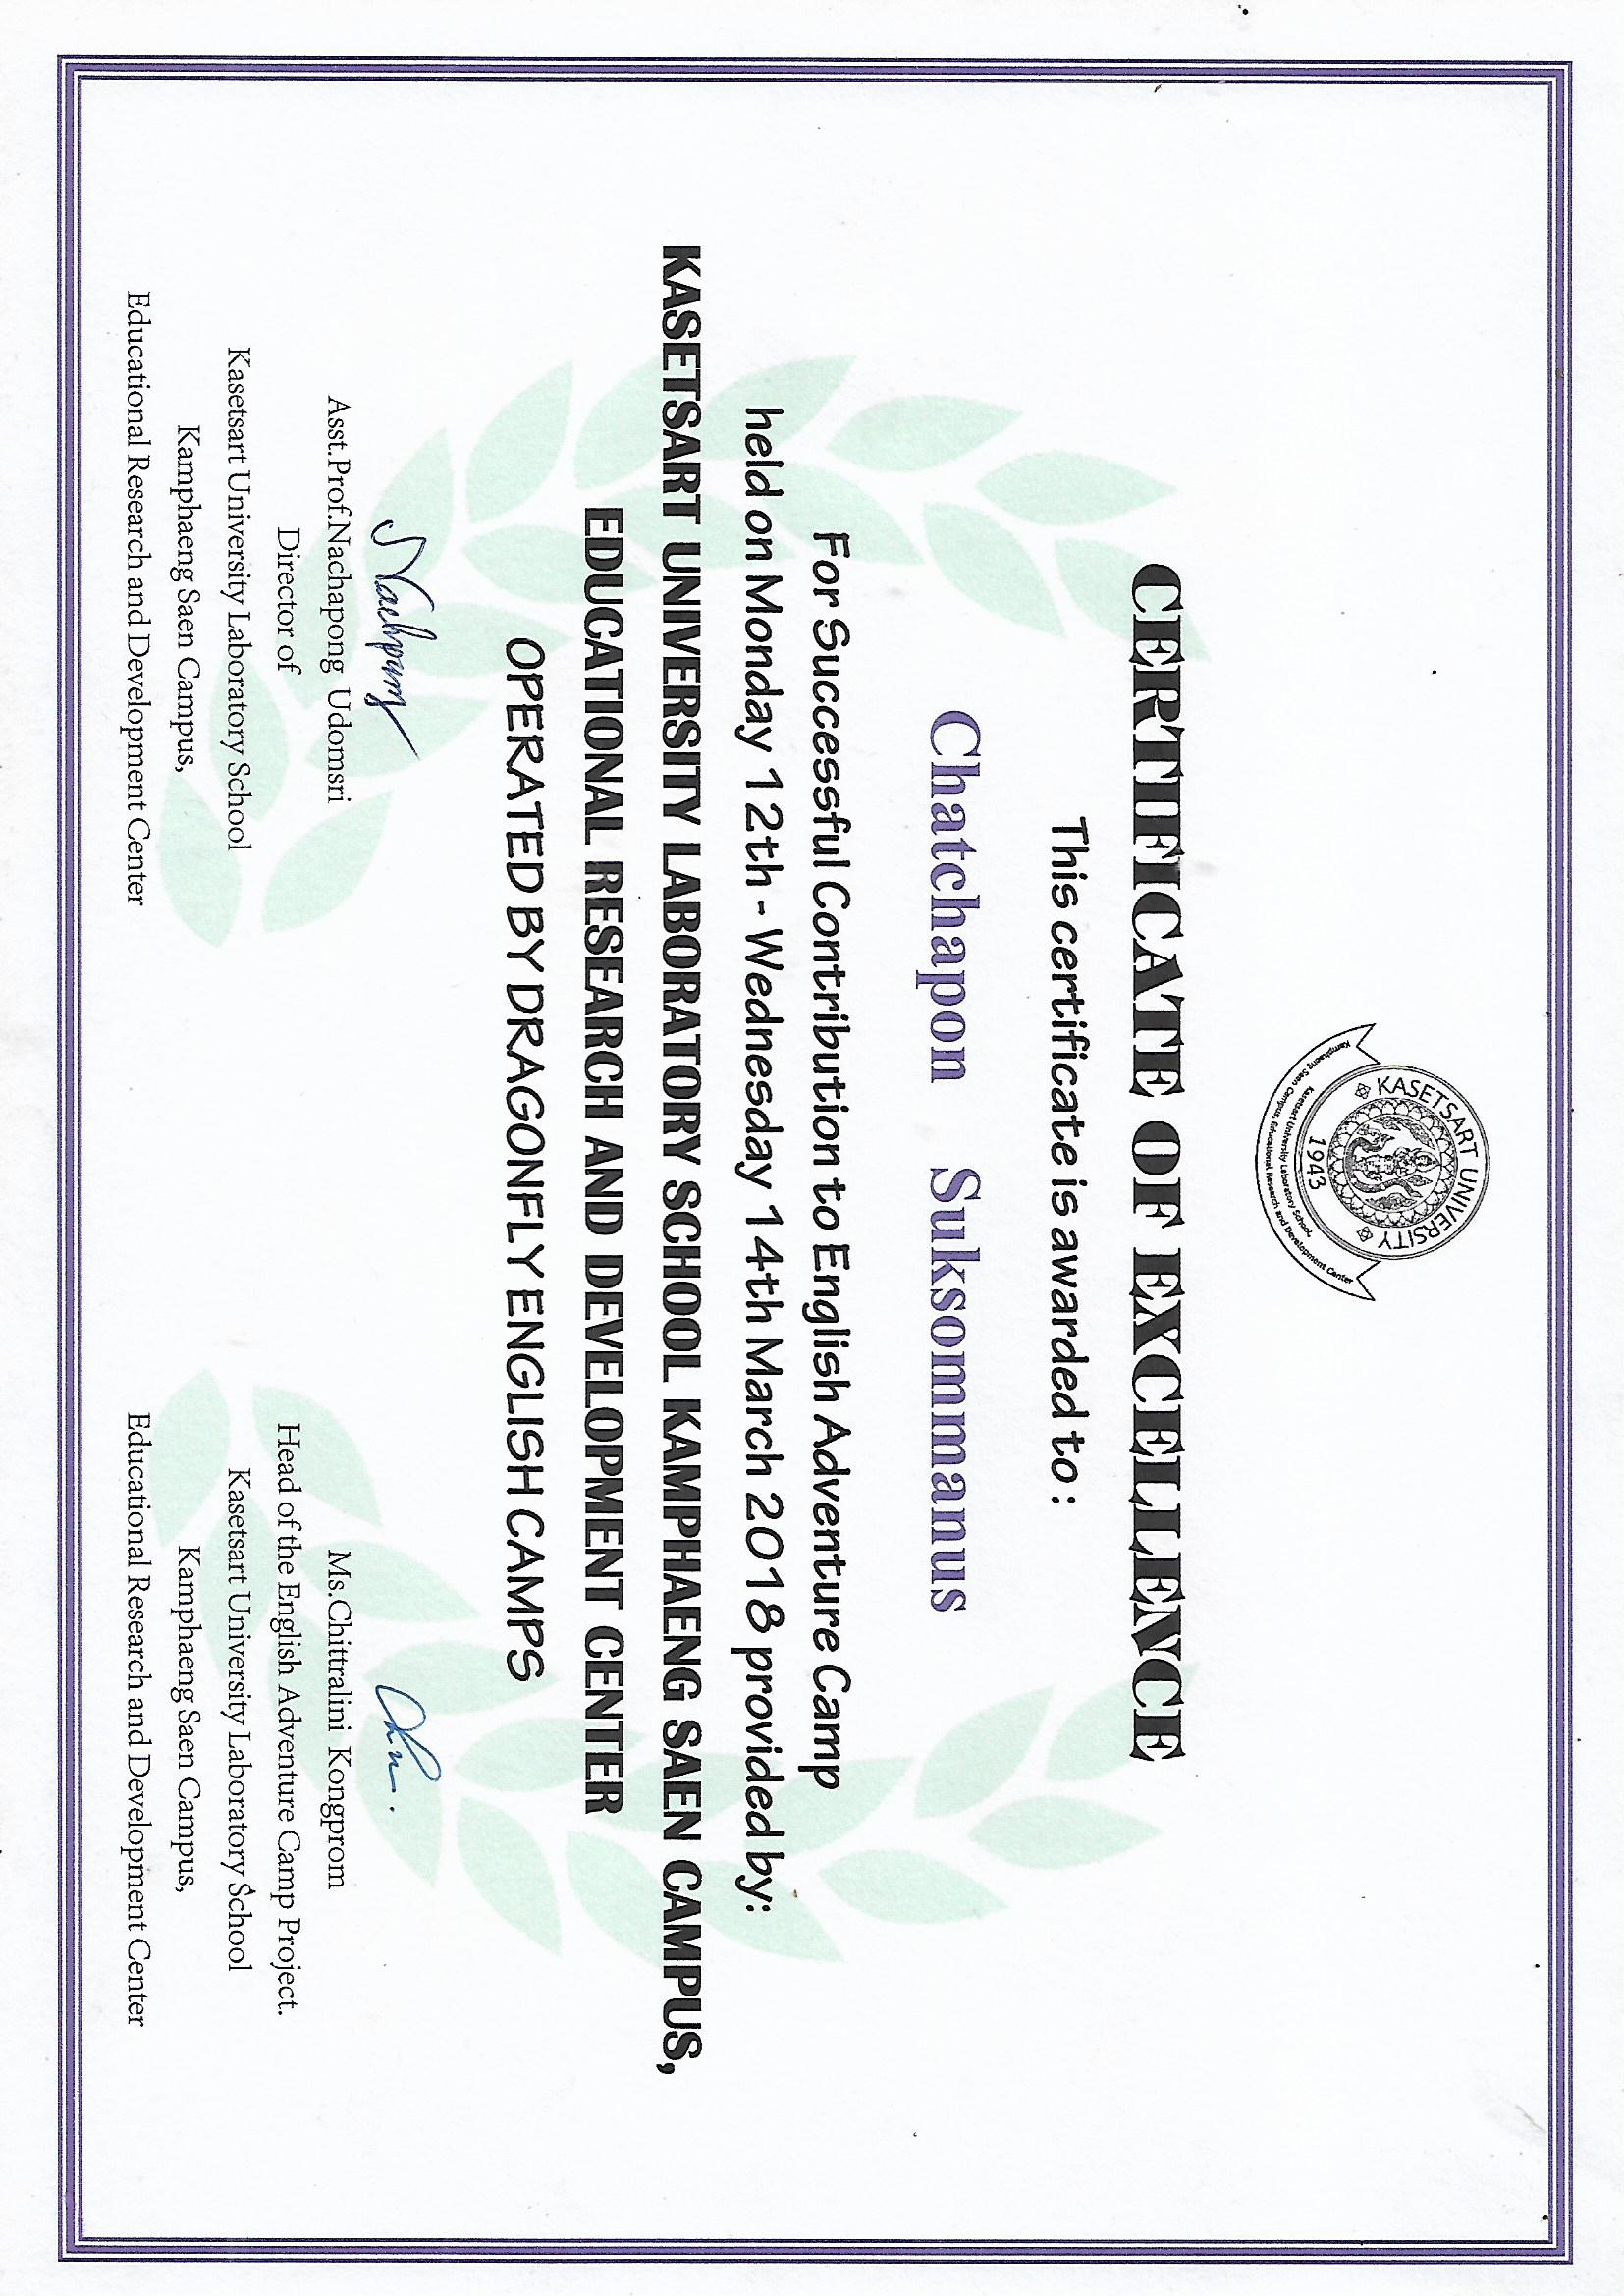 KASETSART UNIVERSITY
1943
Kasetsart University Laboratory School,
Kamphaeng Saen Campus, Educational Research and Development Center
CERTIFICATE OF EXCELLENCE
This certificate is awarded to :
Chatchapon Suksommanus
For Successful Contribution to English Adventure Camp
held on Monday 12th - Wednesday 14th March 2018 provided by:
KASETSART UNIVERSITY LABORATORY SCHOOL KAMPHAENG SAEN CAMPUS,
EDUCATIONAL RESEARCH AND DEVELOPMENT CENTER
OPERATED BY DRAGONFLY ENGLISH CAMPS
Asst.Prof.Nachapong Udomsri
Director of
Kasetsart University Laboratory School
Kamphaeng Saen Campus,
Educational Research and Development Center
Ms.Chittralini Kongprom
Head of the English Adventure Camp Project.
Kasetsart University Laboratory School
Kamphaeng Saen Campus,
Educational Research and Development Center